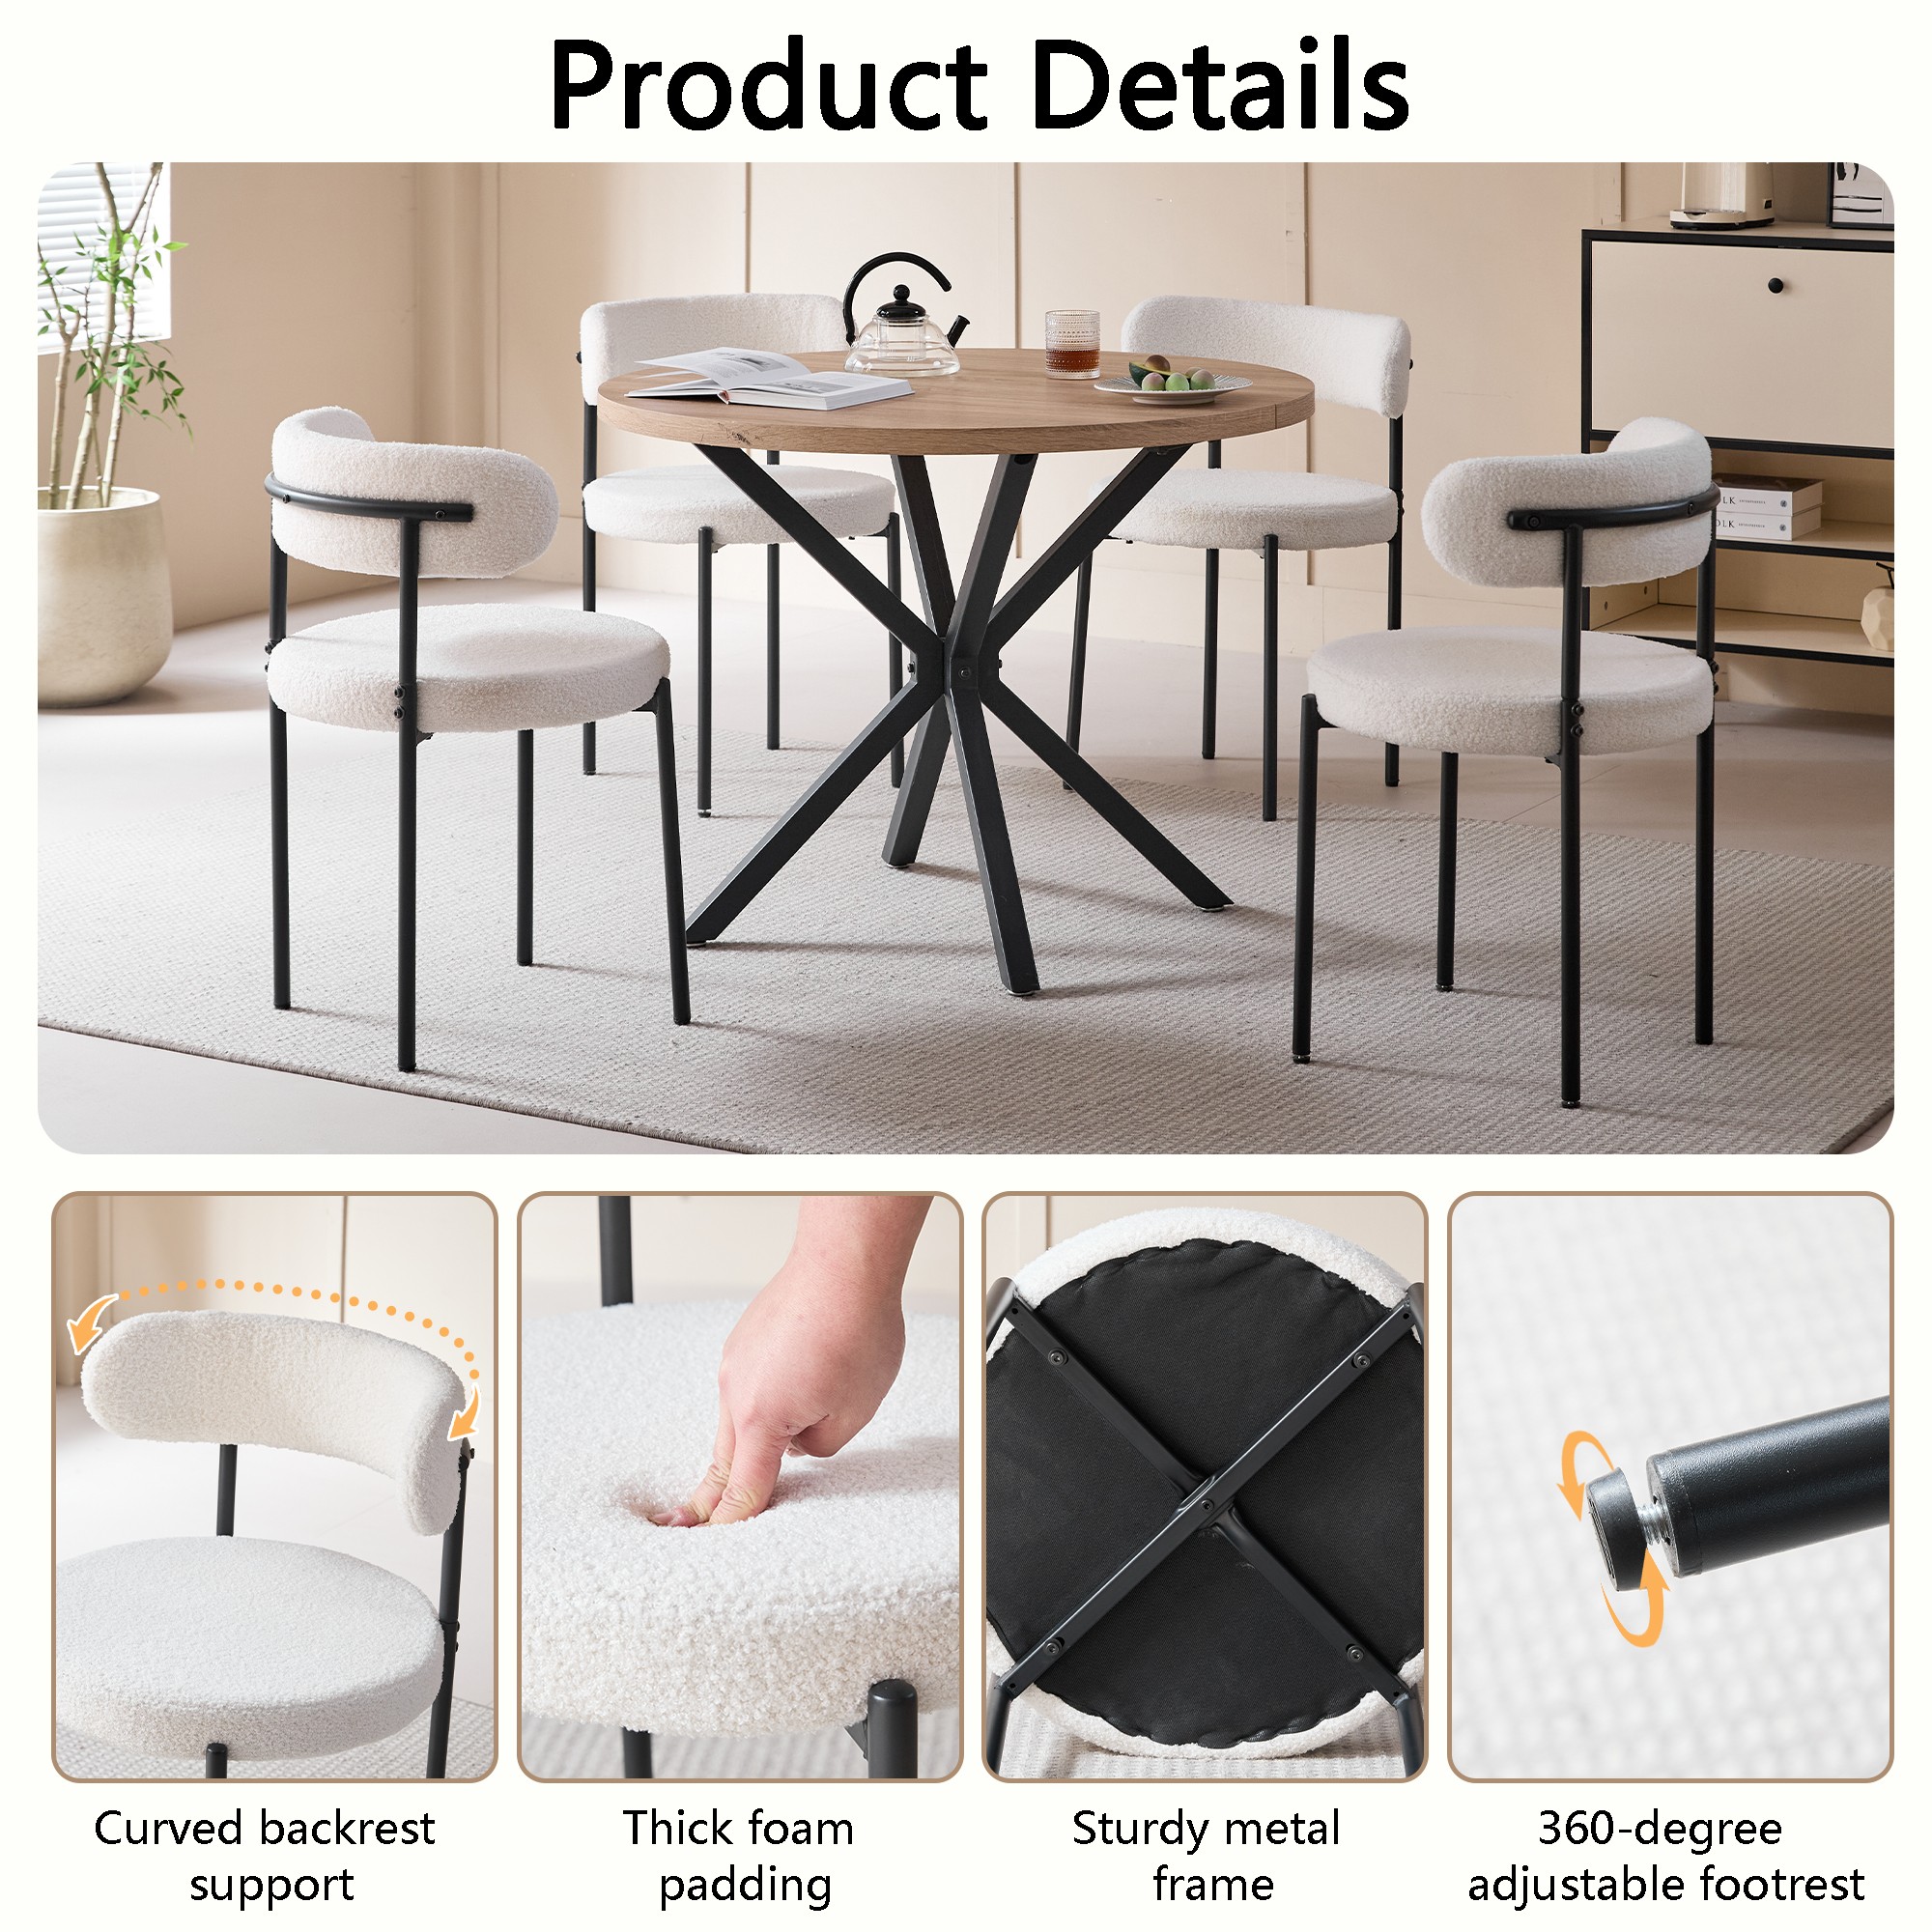 Product Details
Curved backrest
support
Thick foam
padding
Sturdy metal
frame
360-degree
adjustable footrest